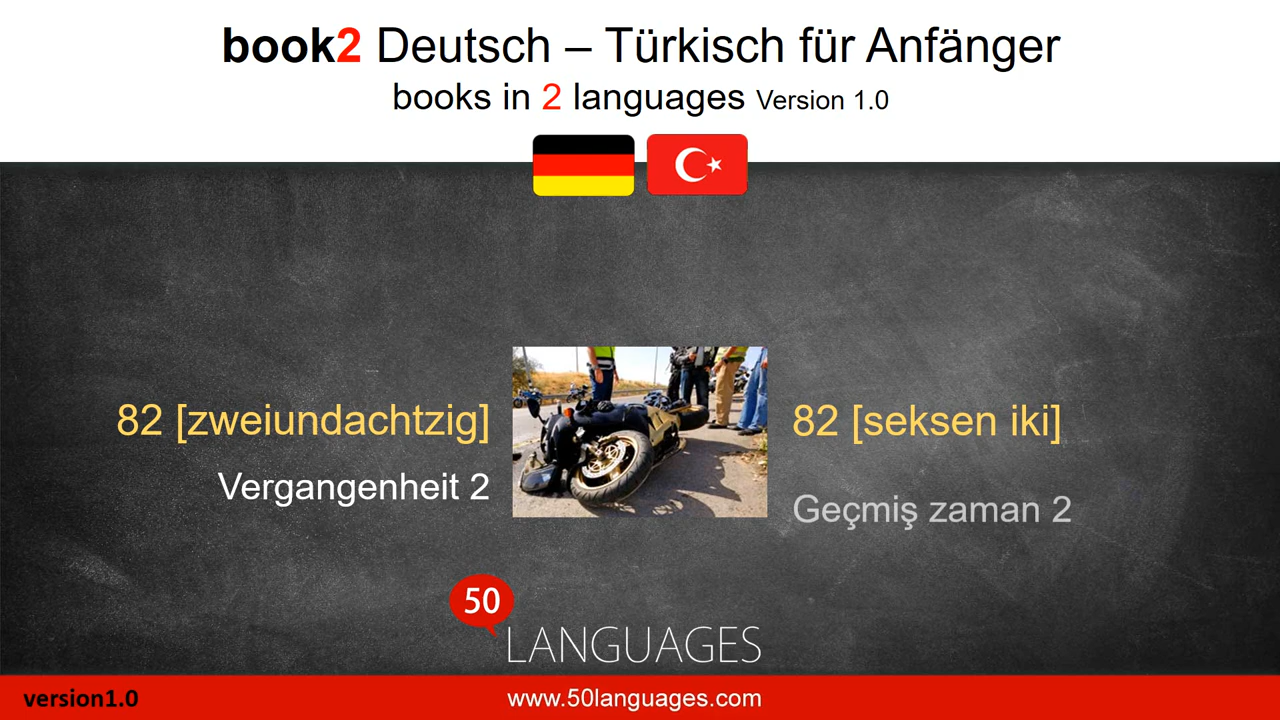 book2 Deutsch – Türkisch für Anfänger
books in 2 languages Version 1.0
82 [zweiundachtzig]
Vergangenheit 2
82 [seksen iki]
Geçmiş zaman 2
50
LANGUAGES
version1.0
www.50languages.com